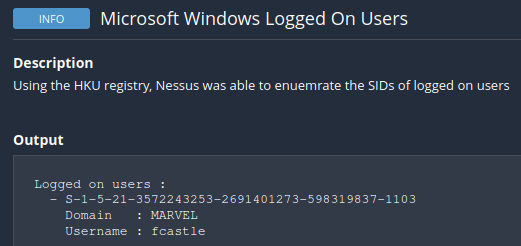 INFO Microsoft Windows Logged On Users
Description
Using the HKU registry, Nessus was able to enuemrate the SIDs of logged on users
Output
Logged on users :
- S-1-5-21-3572243253-2691401273-598319837-1103
Domain : MARVEL
Username : fcastle